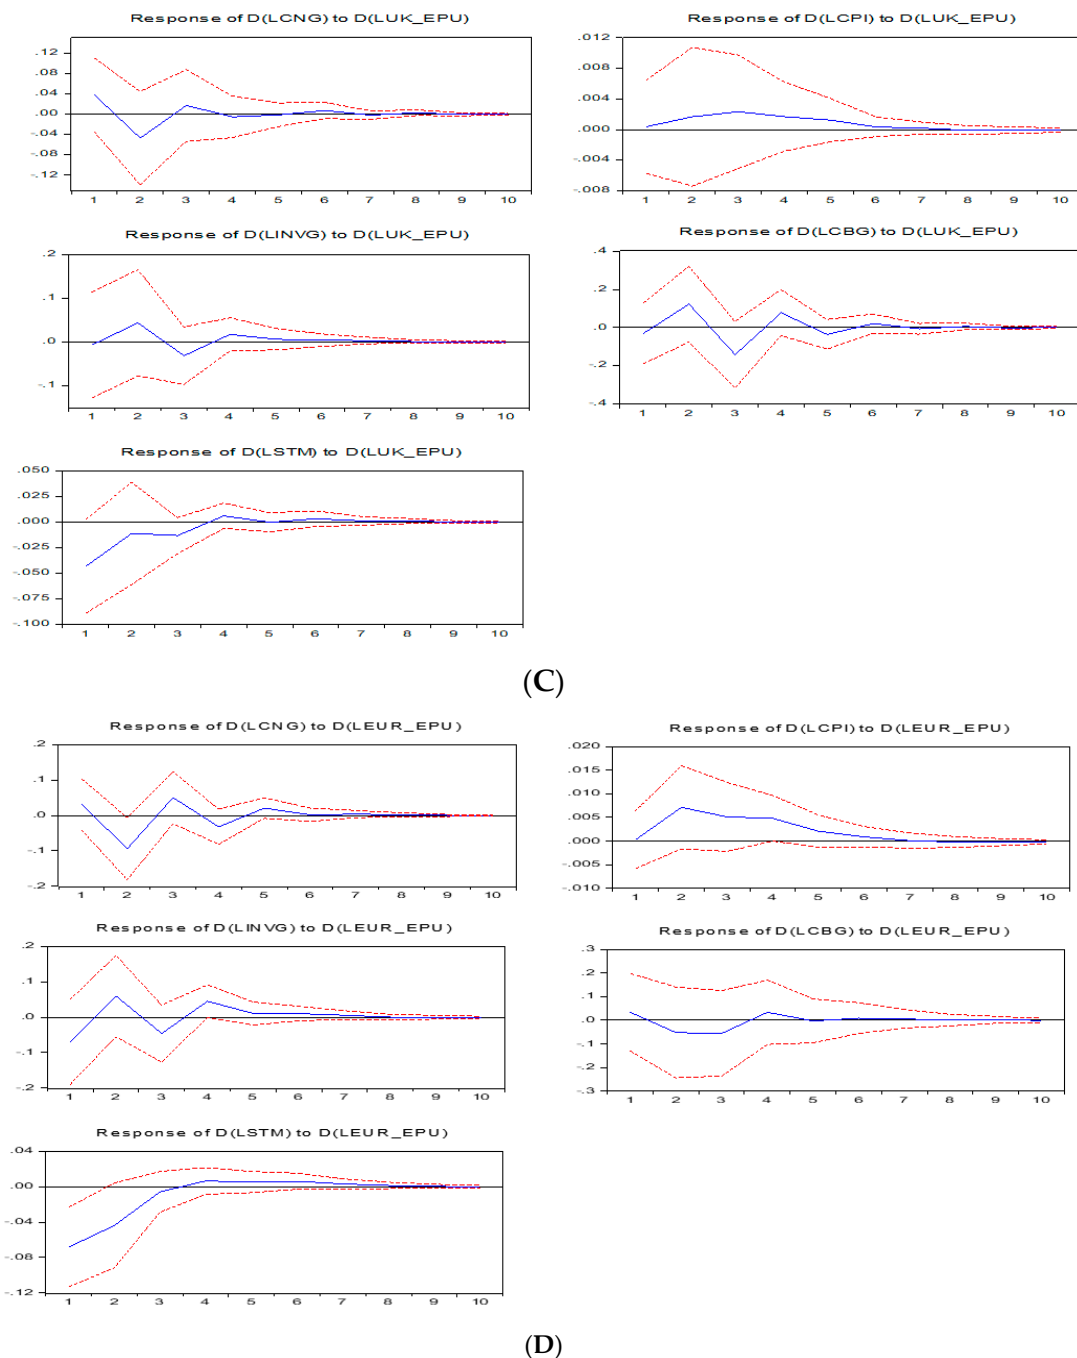 Response of D(LCNG) to D(LUK_EPU)
.12
.08
.04
.00
-.04
-.08
-.12
1 2 3 4 5 6 7 8 9 10
Response of D(LCPI) to D(LUK_EPU)
.012
.008
.004
.000
-.004
-.008
1 2 3 4 5 6 7 8 9 10
Response of D(LINVG) to D(LUK_EPU)
.2
.1
.0
-.1
1 2 3 4 5 6 7 8 9 10
Response of D(LCBG) to D(LUK_EPU)
.4
.2
.0
-.2
-.4
1 2 3 4 5 6 7 8 9 10
Response of D(LSTM) to D(LUK_EPU)
.050
.025
.000
-.025
-.050
-.075
-.100
1 2 3 4 5 6 7 8 9 10
(C)
Response of D(LCNG) to D(LEUR_EPU)
.2
.1
.0
-.1
-.2
1 2 3 4 5 6 7 8 9 10
Response of D(LCPI) to D(LEUR_EPU)
.020
.015
.010
.005
.000
-.005
-.010
1 2 3 4 5 6 7 8 9 10
Response of D(LINVG) to D(LEUR_EPU)
.2
.1
.0
-.1
-.2
1 2 3 4 5 6 7 8 9 10
Response of D(LCBG) to D(LEUR_EPU)
.3
.2
.1
.0
-.1
-.2
-.3
1 2 3 4 5 6 7 8 9 10
Response of D(LSTM) to D(LEUR_EPU)
.04
.00
-.04
-.08
-.12
1 2 3 4 5 6 7 8 9 10
(D)